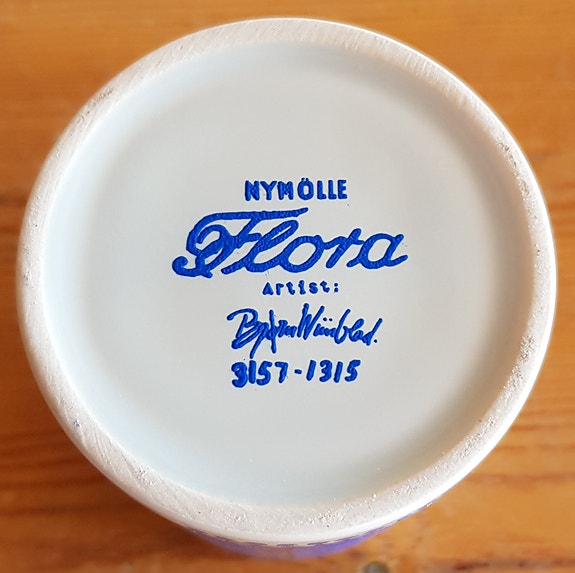 NYMÖLLE
Flora
Artist:
Bjørn Wiinblad.
3157-1315